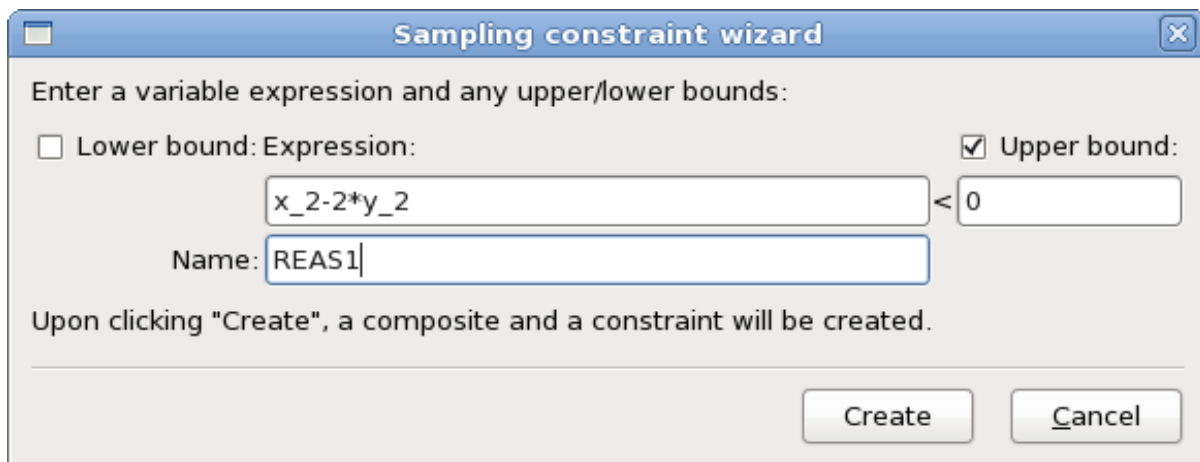 Sampling constraint wizard
Enter a variable expression and any upper/lower bounds:
Lower bound: Expression: Upper bound:
x_2-2*y_2 < 0
Name: REAS1
Upon clicking "Create", a composite and a constraint will be created.
Create Cancel